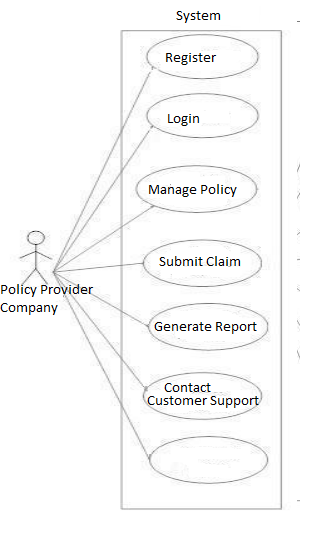 System
Register
Login
Manage Policy
Submit Claim
Policy Provider
Company
Generate Report
Contact
Customer Support